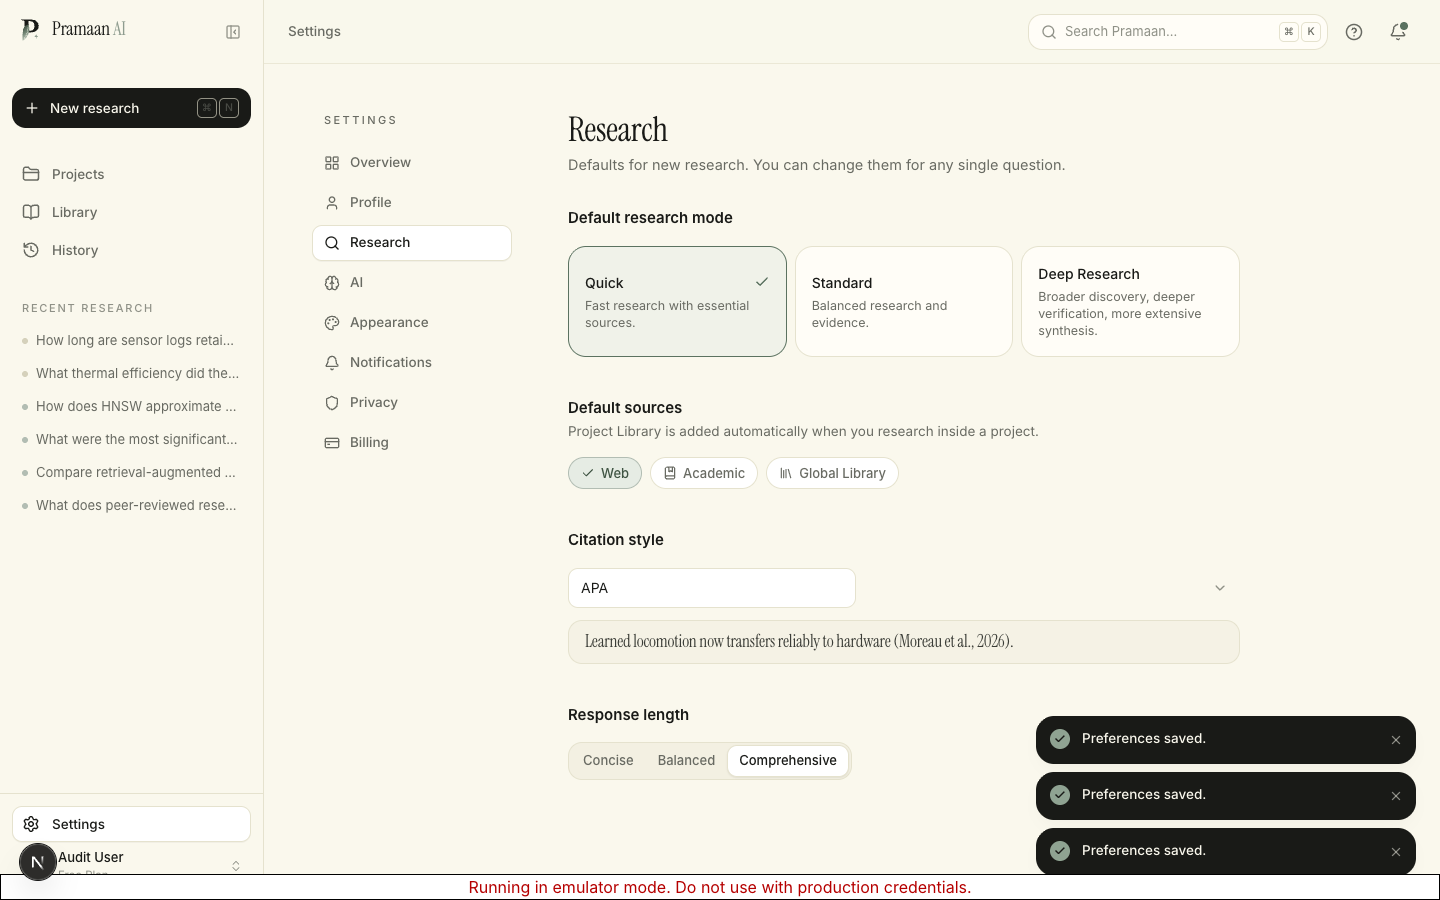 Pramaan AI
New research
⌘ N
Projects
Library
History
RECENT RESEARCH
How long are sensor logs retai...
What thermal efficiency did the...
How does HNSW approximate ...
What were the most significant...
Compare retrieval-augmented ...
What does peer-reviewed rese...
Settings
Audit User
Free Plan
Settings
Search Pramaan...
⌘ K
SETTINGS
Overview
Profile
Research
AI
Appearance
Notifications
Privacy
Billing
Research
Defaults for new research. You can change them for any single question.
Default research mode
Quick
Fast research with essential
sources.
Standard
Balanced research and
evidence.
Deep Research
Broader discovery, deeper
verification, more extensive
synthesis.
Default sources
Project Library is added automatically when you research inside a project.
Web
Academic
Global Library
Citation style
APA
Learned locomotion now transfers reliably to hardware (Moreau et al., 2026).
Response length
Concise
Balanced
Comprehensive
Preferences saved.
Preferences saved.
Preferences saved.
Running in emulator mode. Do not use with production credentials.